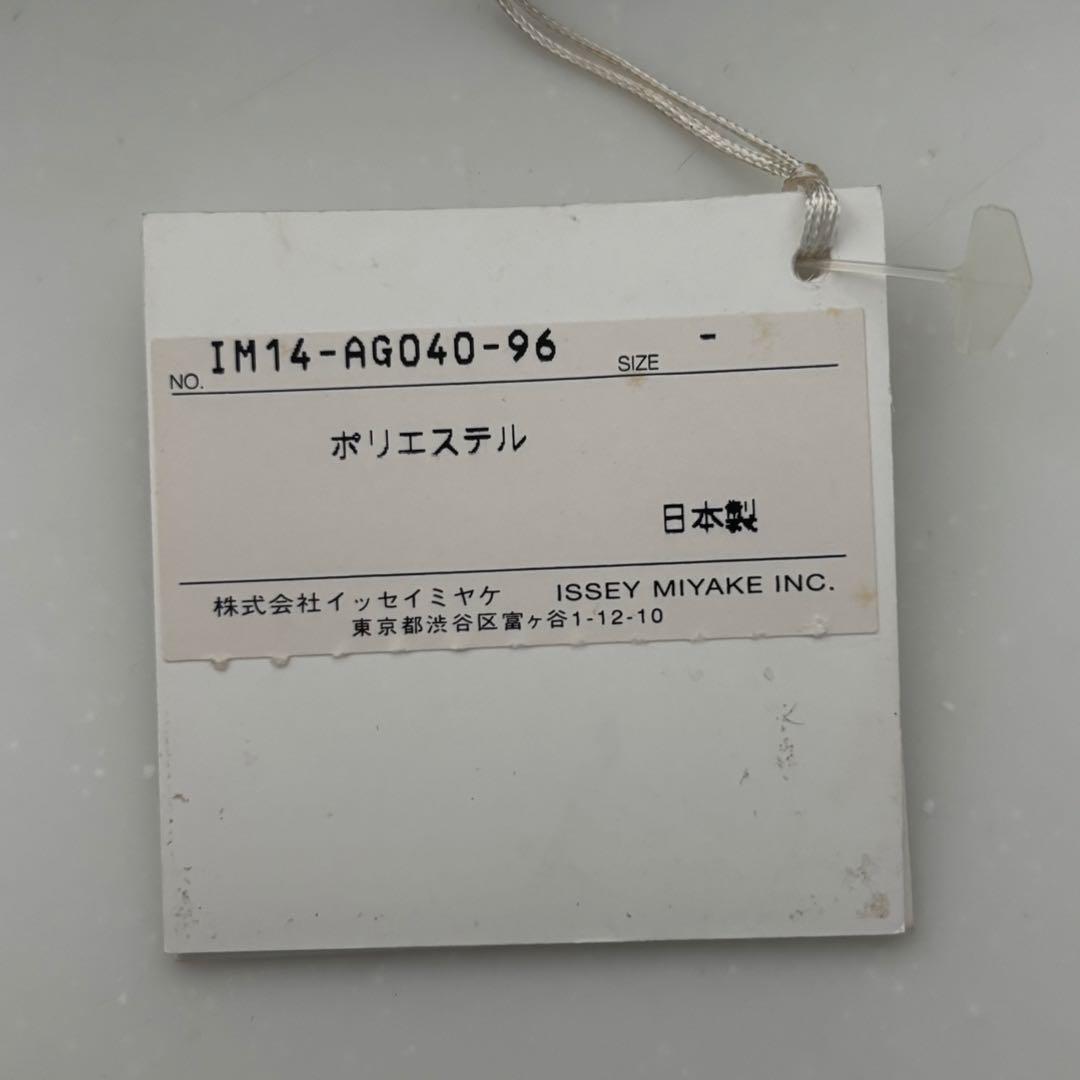 NO. IM14-AG040-96 SIZE -
ポリエステル
日本製
株式会社イッセイミヤケ ISSEY MIYAKE INC.
東京都渋谷区富ヶ谷1-12-10